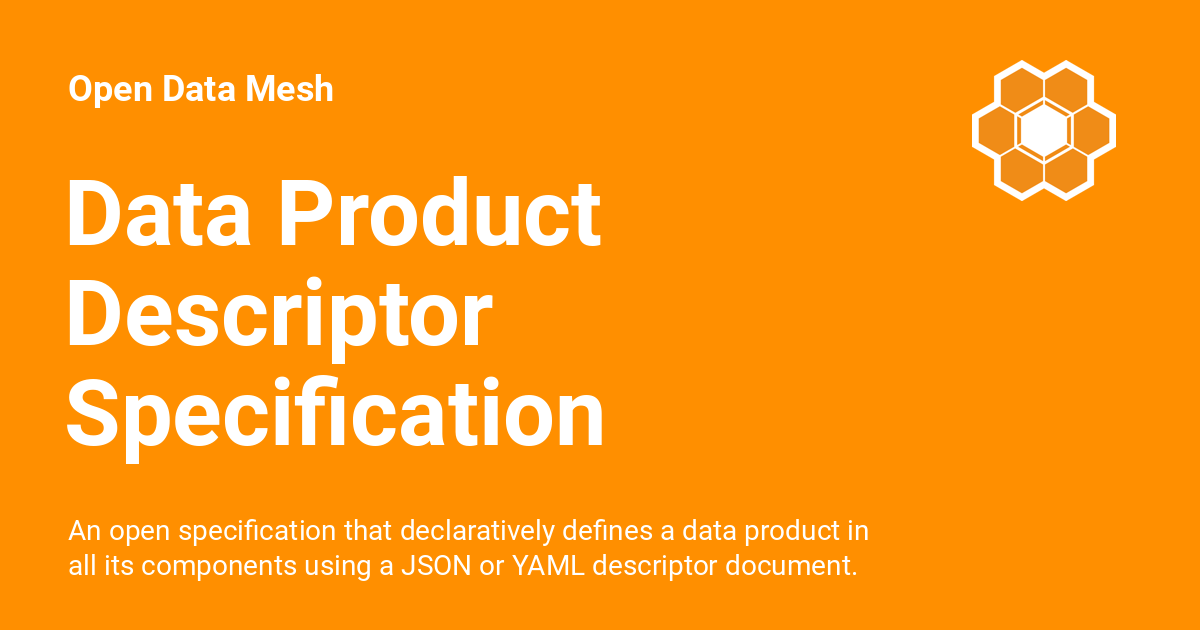 Open Data Mesh
Data Product
Descriptor
Specification
An open specification that declaratively defines a data product in
all its components using a JSON or YAML descriptor document.